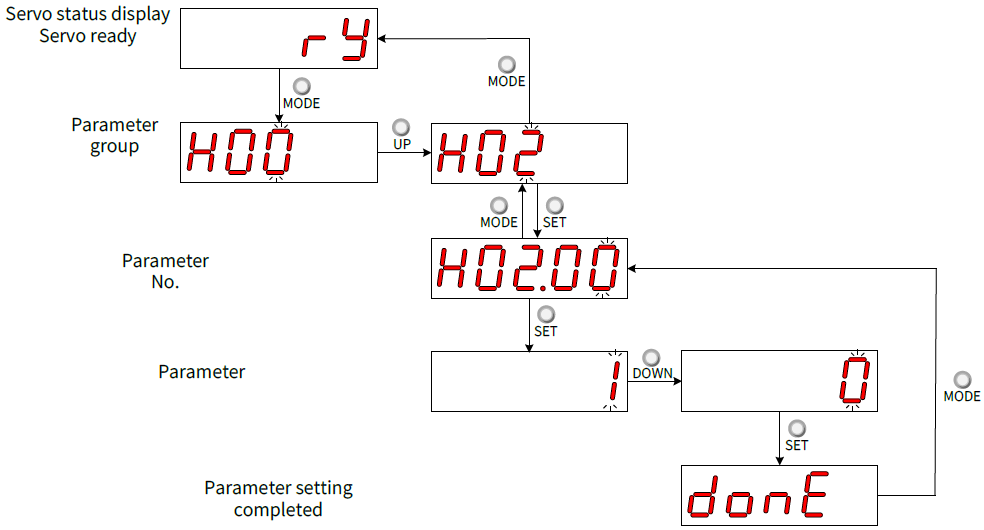 Servo status display
Servo ready
rY
MODE
MODE
Parameter
group
H00
UP
H02
MODE
SET
Parameter
No.
H02.00
SET
Parameter
1
DOWN
0
MODE
SET
Parameter setting
completed
donE